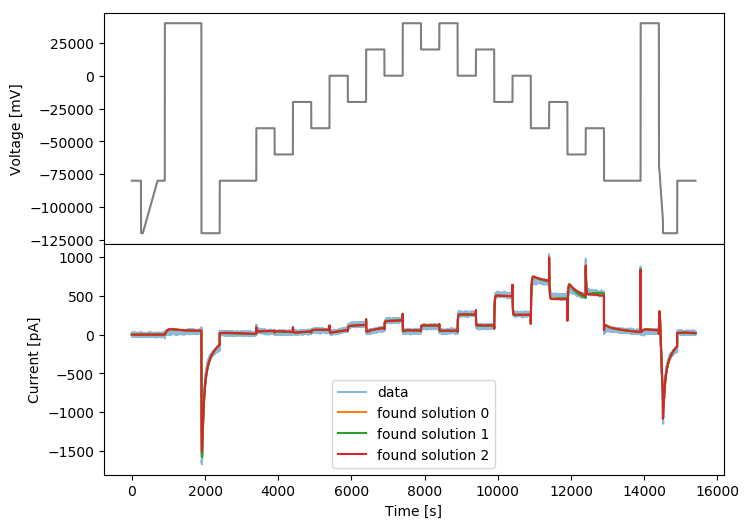 Voltage [mV]
25000
0
−25000
−50000
−75000
−100000
−125000
Current [pA]
1000
500
0
−500
−1000
−1500
data
found solution 0
found solution 1
found solution 2
0 2000 4000 6000 8000 10000 12000 14000 16000
Time [s]